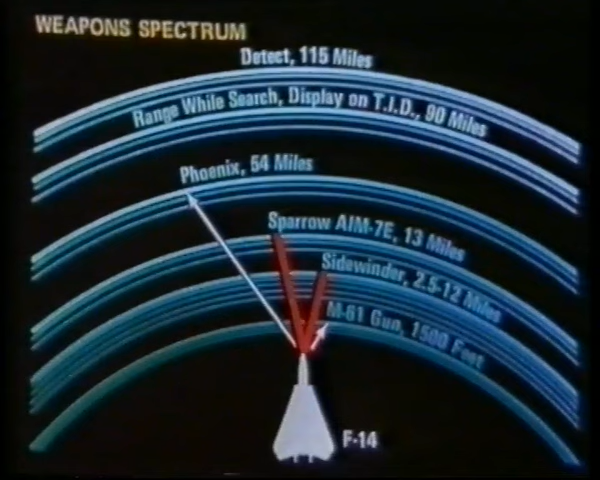 WEAPONS SPECTRUM
Detect, 115 Miles
Range While Search, Display on T.I.D., 90 Miles
Phoenix, 54 Miles
Sparrow AIM-7E, 13 Miles
Sidewinder, 2.5-12 Miles
M-61 Gun, 1500 Feet
F-14